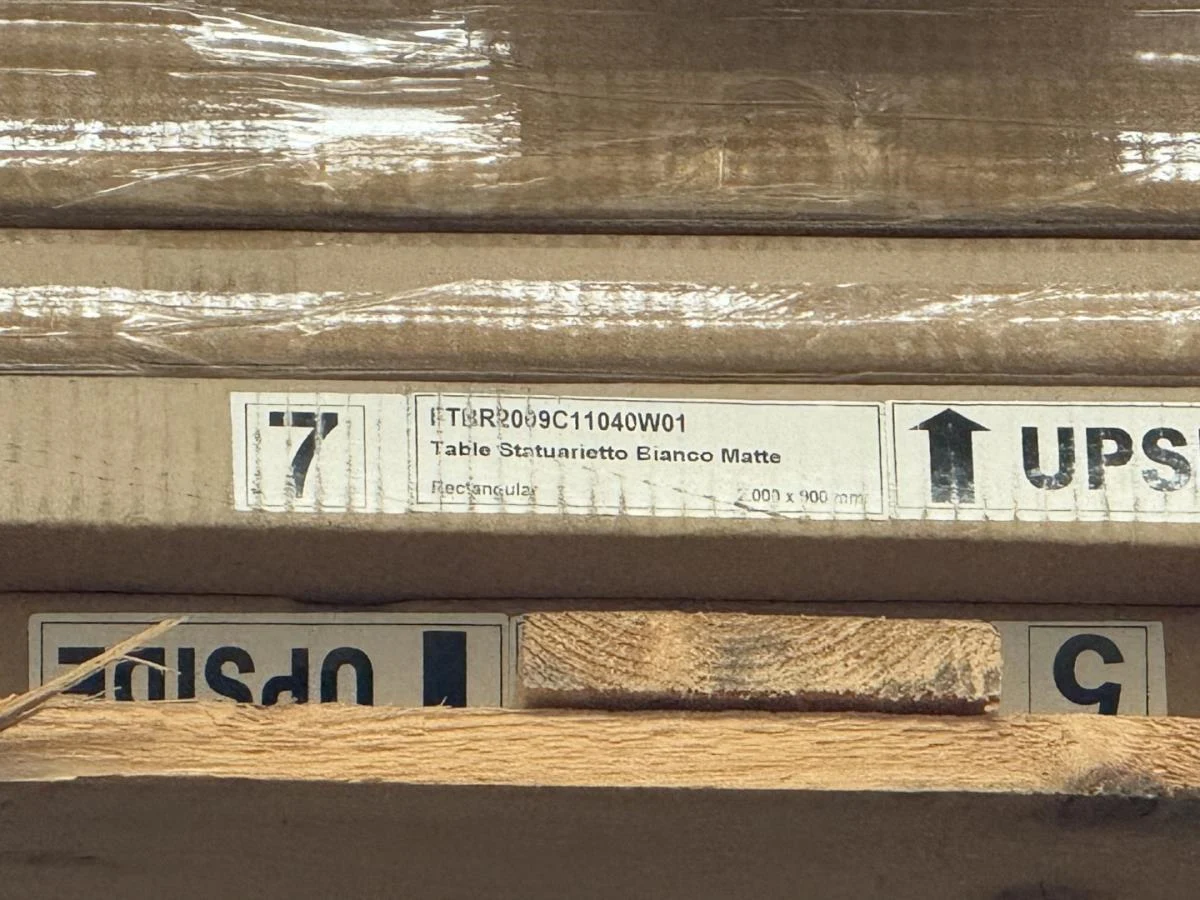 7
FTBR2009C11040W01
Table Statuarietto Bianco Matte
Rectangular 2.000 x 900 mm
UPSI
UPSIDE
5